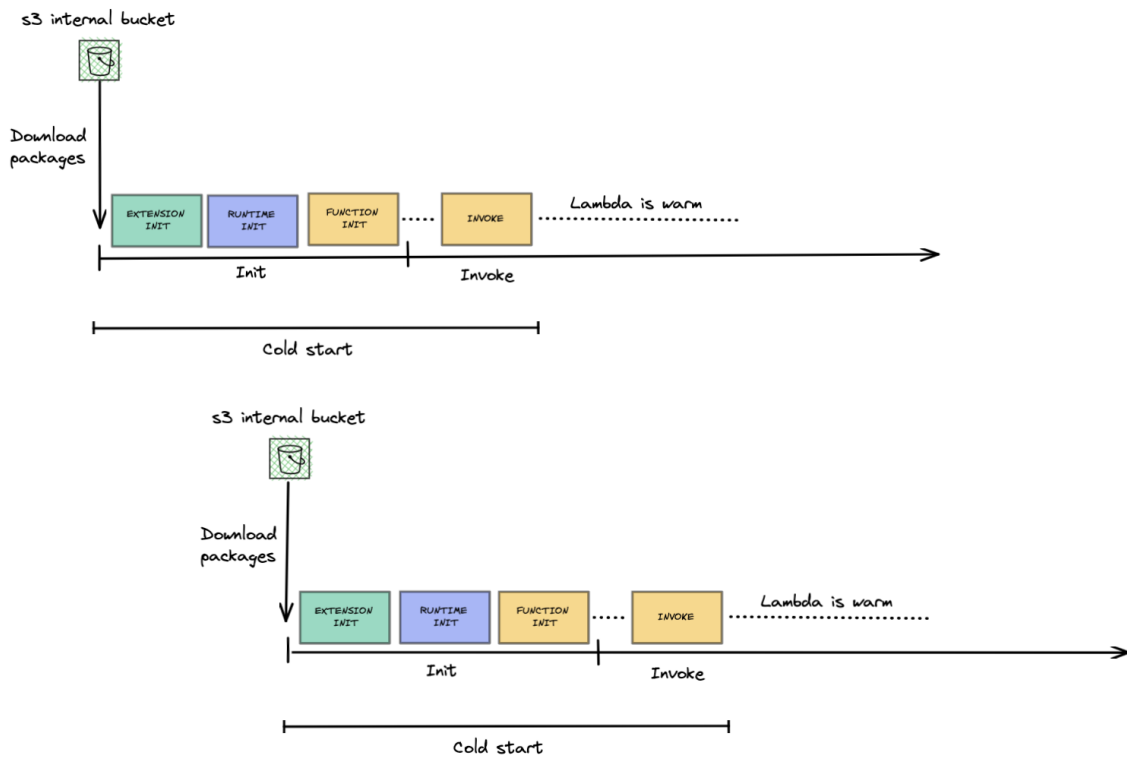 s3 internal bucket
Download
packages
EXTENSION
INIT
RUNTIME
INIT
FUNCTION
INIT
INVOKE
Lambda is warm
Init
Invoke
Cold start
s3 internal bucket
Download
packages
EXTENSION
INIT
RUNTIME
INIT
FUNCTION
INIT
INVOKE
Lambda is warm
Init
Invoke
Cold start